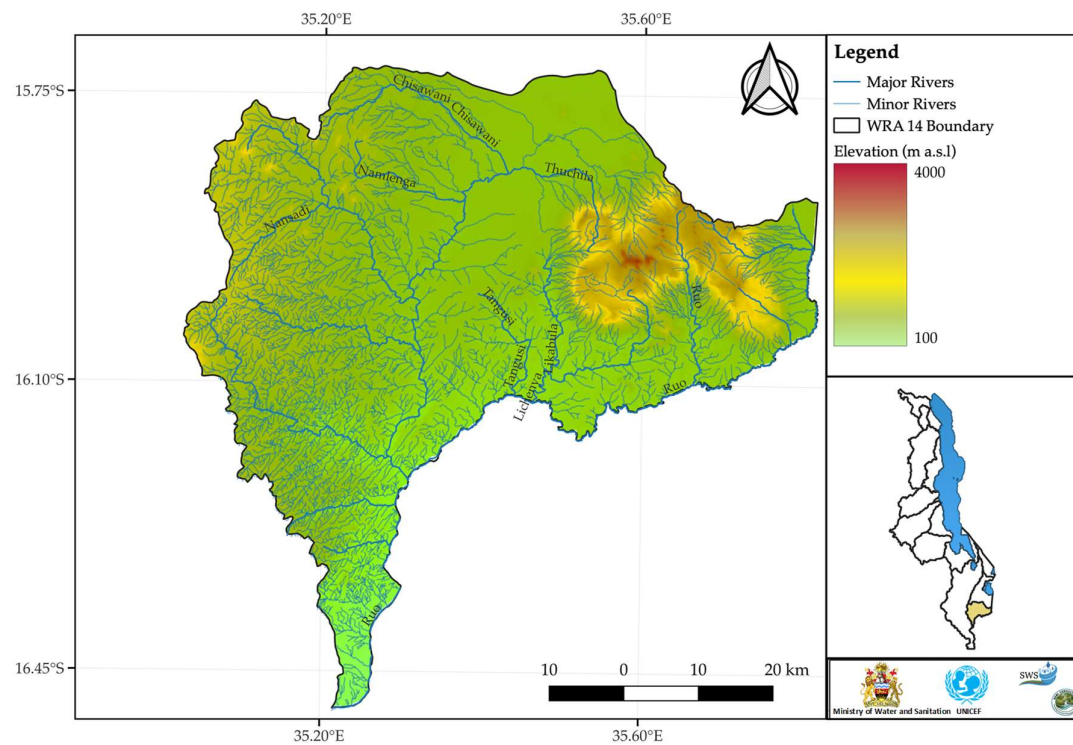 35.20°E
35.60°E
15.75°S
16.10°S
16.45°S
35.20°E
35.60°E
Chisawani
Chisawani
Thuchila
Namlenga
Nansadi
Ruo
Tangusi
Tangusi
Likabula
Lichenya
Ruo
Ruo
10 0 10 20 km
Legend
Major Rivers
Minor Rivers
WRA 14 Boundary
Elevation (m a.s.l)
4000
100
Ministry of Water and Sanitation
UNICEF
SWS